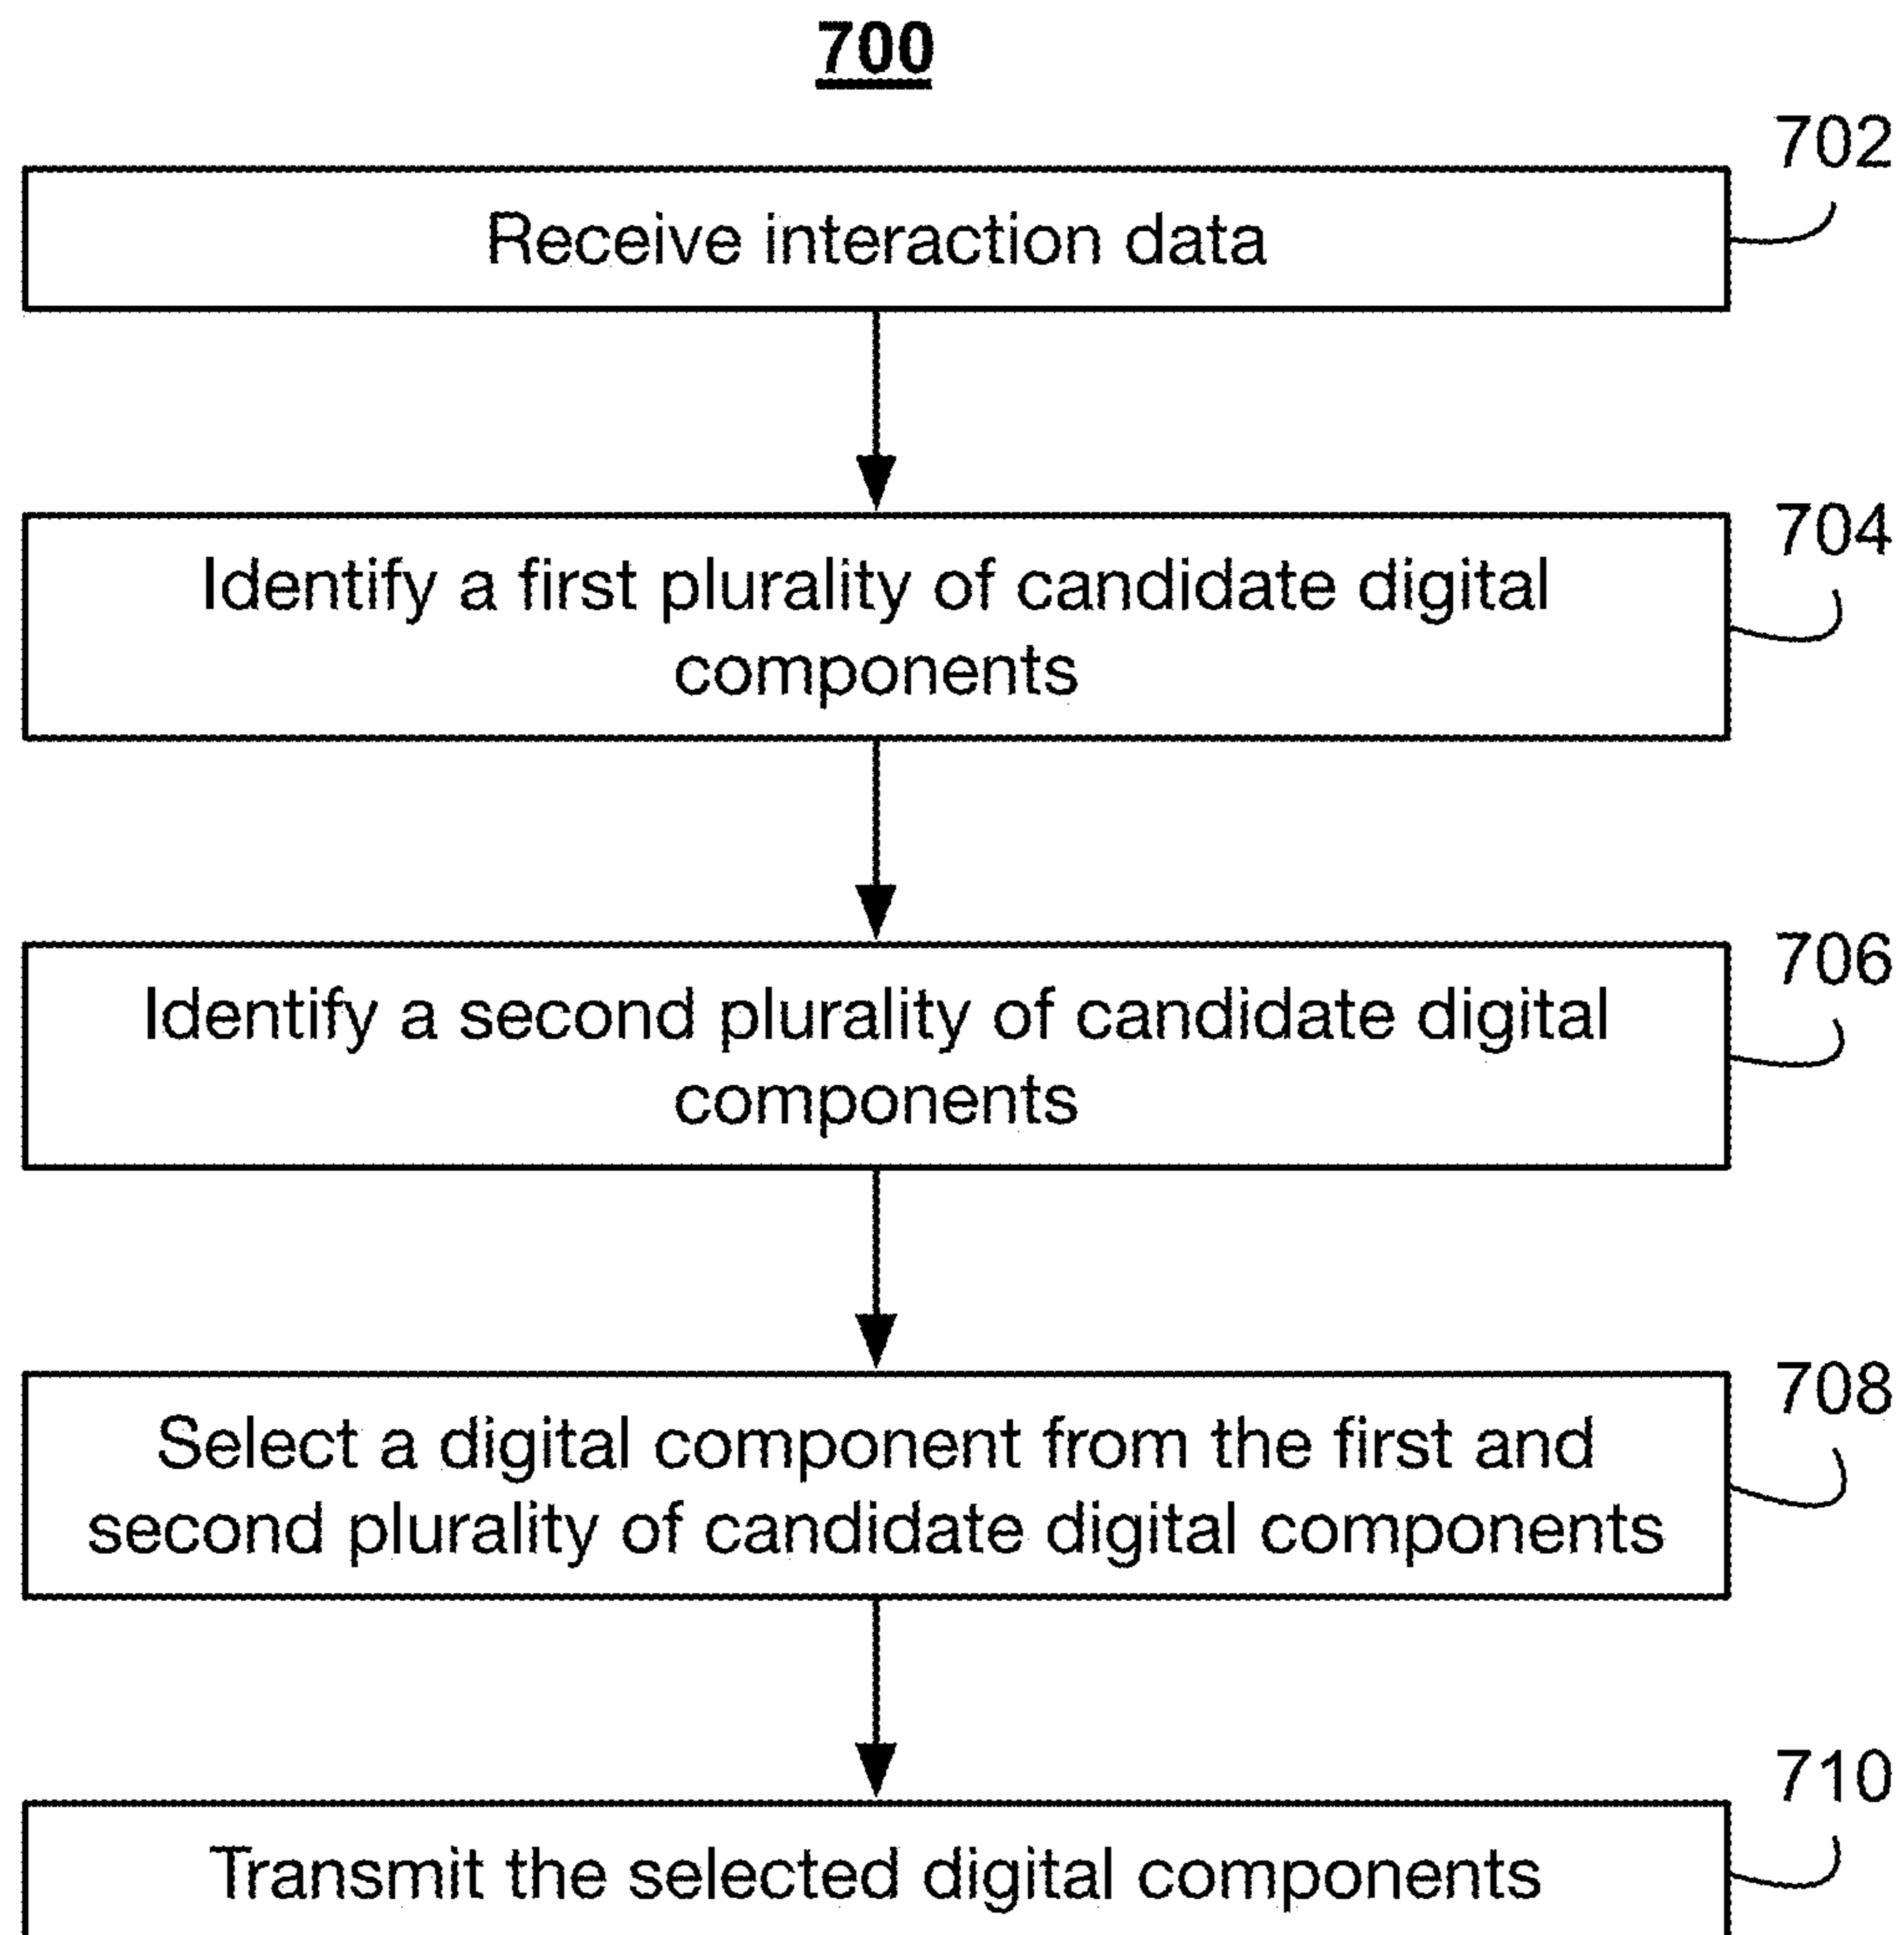 700
702
Receive interaction data
704
Identify a first plurality of candidate digital
components
706
Identify a second plurality of candidate digital
components
708
Select a digital component from the first and
second plurality of candidate digital components
710
Transmit the selected digital components